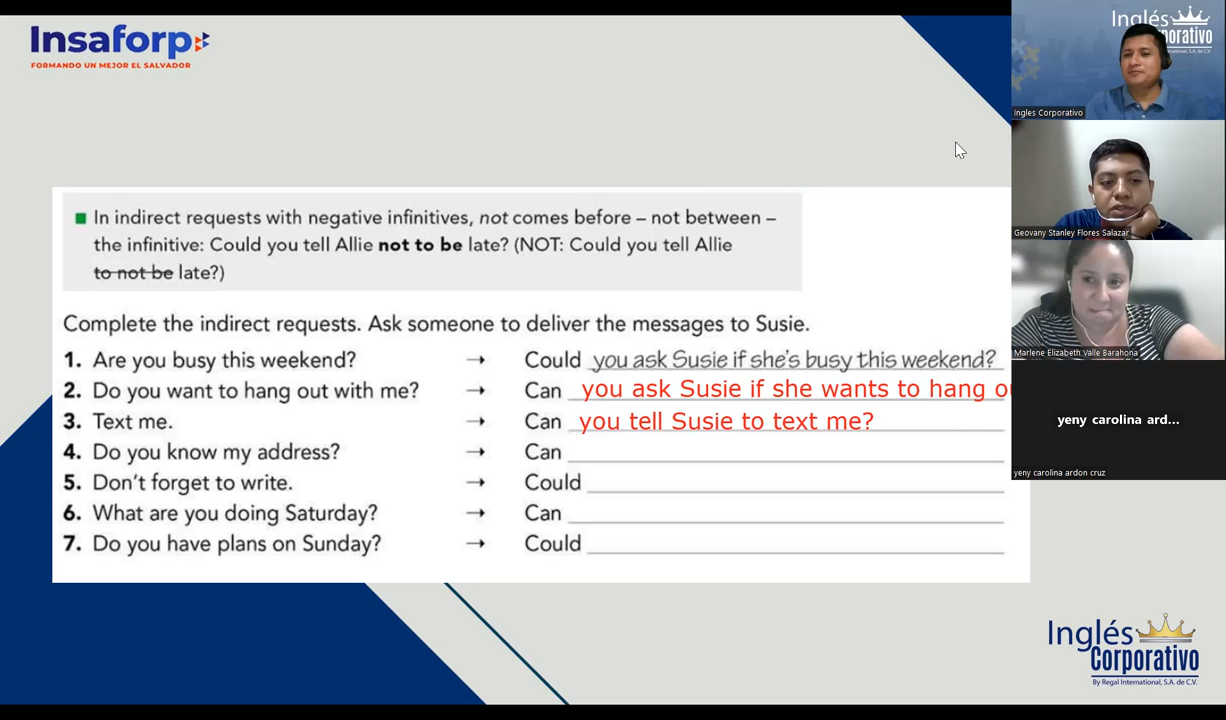 Insaforp
FORMANDO UN MEJOR EL SALVADOR
Inglés
Ingles Corporativo
Geovany Stanley Flores Salazar
Marlene Elizabeth Valle Barahona
yeny carolina ard...
yeny carolina ardon cruz
In indirect requests with negative infinitives, not comes before – not between –
the infinitive: Could you tell Allie not to be late? (NOT: Could you tell Allie
to not be late?)
Complete the indirect requests. Ask someone to deliver the messages to Susie.
1. Are you busy this weekend? → Could you ask Susie if she's busy this weekend?
2. Do you want to hang out with me? → Can you ask Susie if she wants to hang
3. Text me. → Can you tell Susie to text me?
4. Do you know my address? → Can
5. Don't forget to write. → Could
6. What are you doing Saturday? → Can
7. Do you have plans on Sunday? → Could
Inglés
Corporativo
By Regal International, S.A. de C.V.